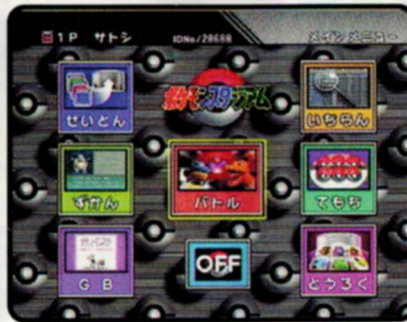 1P サトシ IDNo/28668 メインメニュー
せいとん
ポケモンスタジアム
いちらん
ずかん
バトル
てもち
GB
OFF
とうろく